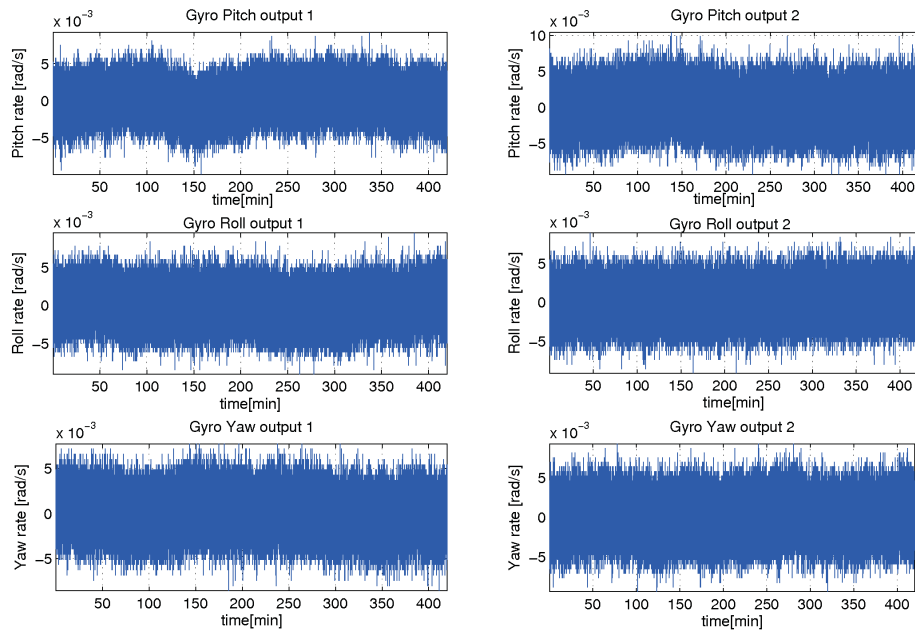 Gyro Pitch output 1
x 10⁻³
Pitch rate [rad/s]
5
0
−5
50 100 150 200 250 300 350 400
time[min]
Gyro Pitch output 2
x 10⁻³
Pitch rate [rad/s]
10
5
0
−5
50 100 150 200 250 300 350 400
time[min]
Gyro Roll output 1
x 10⁻³
Roll rate [rad/s]
5
0
−5
50 100 150 200 250 300 350 400
time[min]
Gyro Roll output 2
x 10⁻³
Roll rate [rad/s]
5
0
−5
50 100 150 200 250 300 350 400
time[min]
Gyro Yaw output 1
x 10⁻³
Yaw rate [rad/s]
5
0
−5
50 100 150 200 250 300 350 400
time[min]
Gyro Yaw output 2
x 10⁻³
Yaw rate [rad/s]
5
0
−5
50 100 150 200 250 300 350 400
time[min]